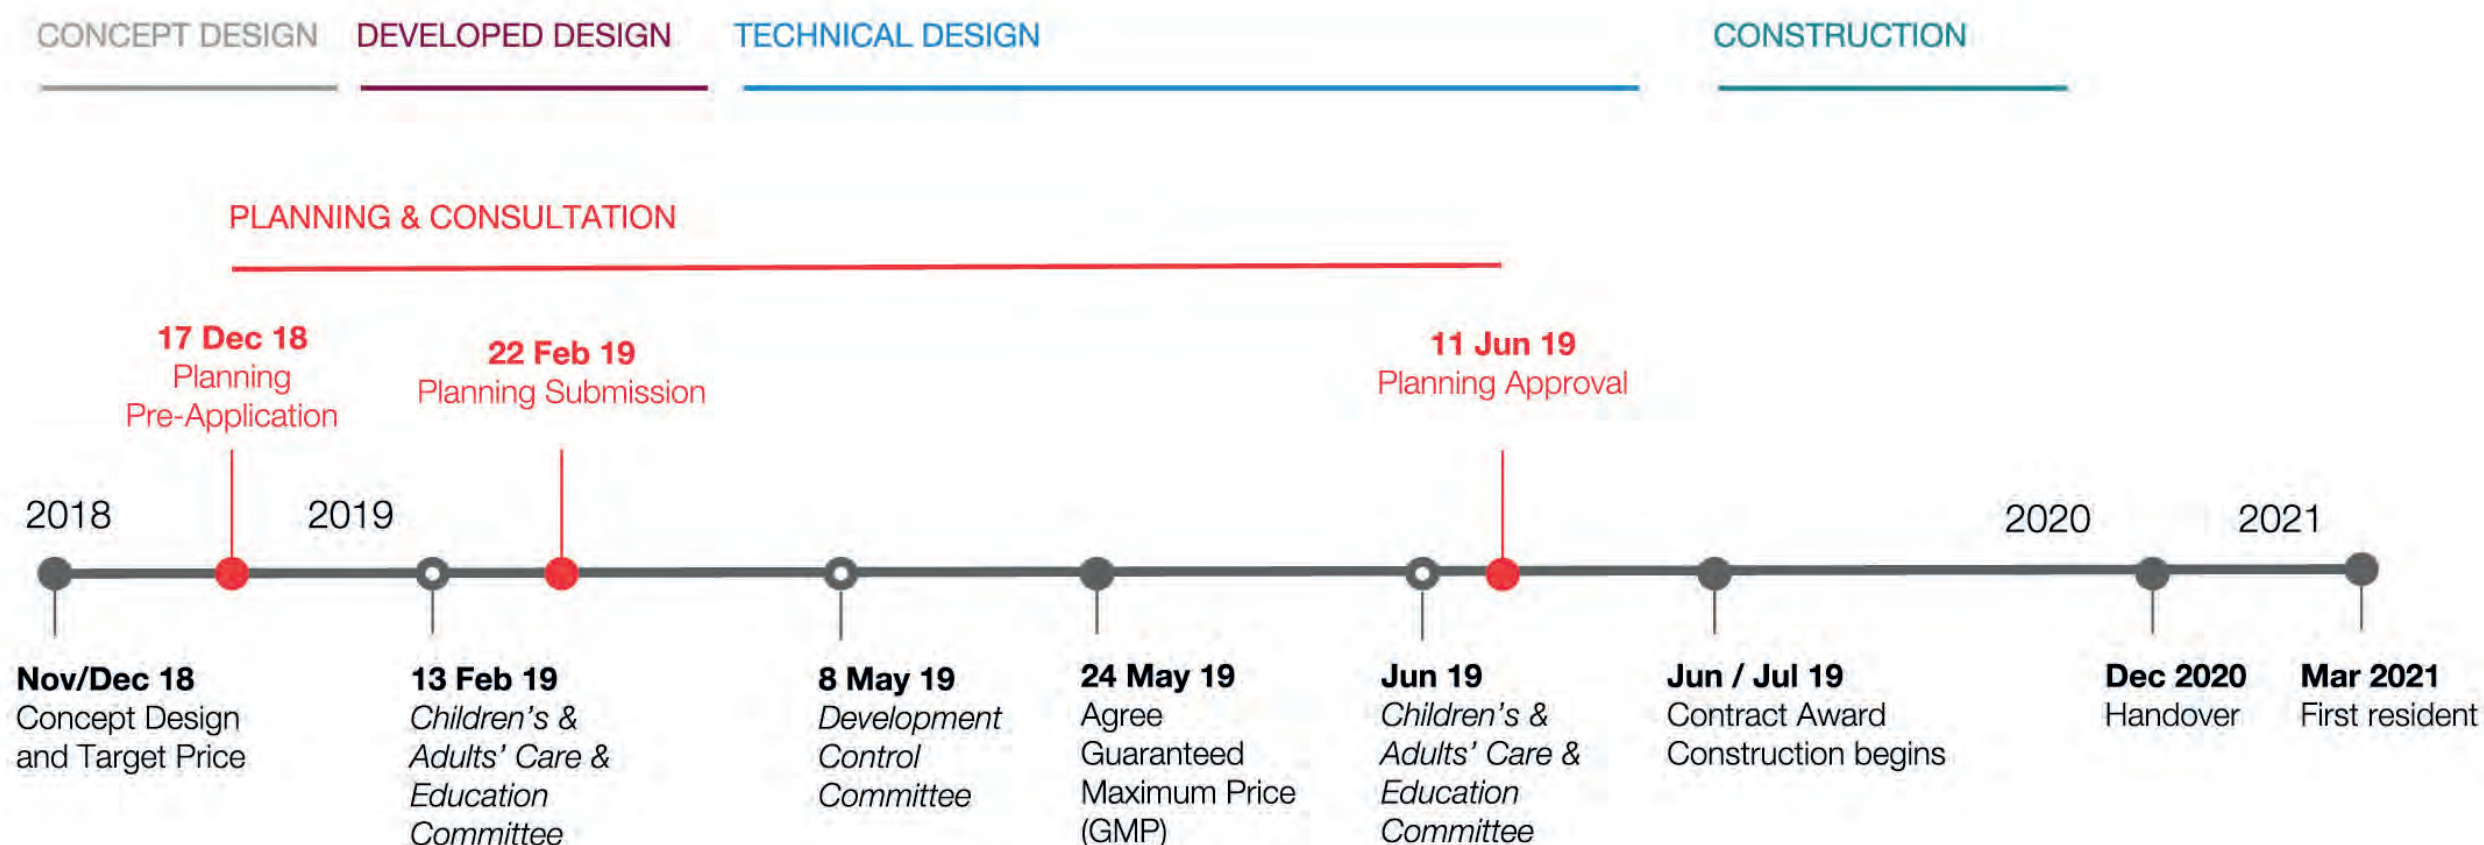 CONCEPT DESIGN
DEVELOPED DESIGN
TECHNICAL DESIGN
CONSTRUCTION
PLANNING & CONSULTATION
17 Dec 18
Planning
Pre-Application
22 Feb 19
Planning Submission
11 Jun 19
Planning Approval
2018
2019
2020
2021
Nov/Dec 18
Concept Design
and Target Price
13 Feb 19
Children's &
Adults' Care &
Education
Committee
8 May 19
Development
Control
Committee
24 May 19
Agree
Guaranteed
Maximum Price
(GMP)
Jun 19
Children's &
Adults' Care &
Education
Committee
Jun / Jul 19
Contract Award
Construction begins
Dec 2020
Handover
Mar 2021
First resident